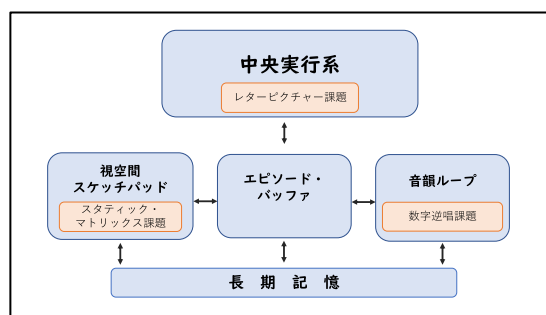 中央実行系
レターピクチャー課題
視空間
スケッチパッド
スタティック・
マトリックス課題
エピソード・
バッファ
音韻ループ
数字逆唱課題
長 期 記 憶